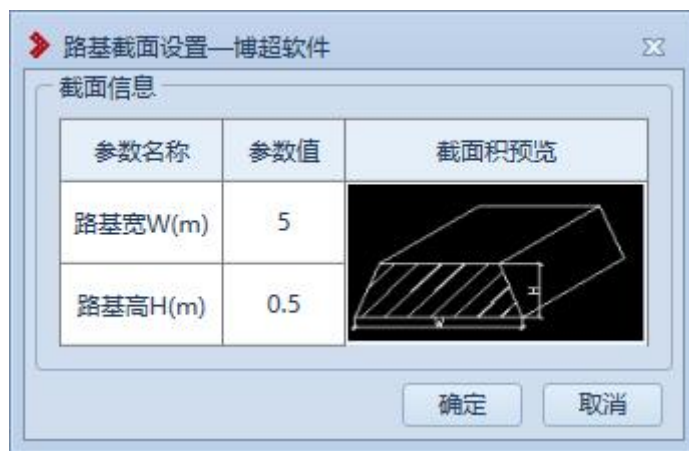 路基截面设置—博超软件
截面信息
参数名称 参数值 截面积预览
路基宽W(m) 5
路基高H(m) 0.5
H
W
确定 取消